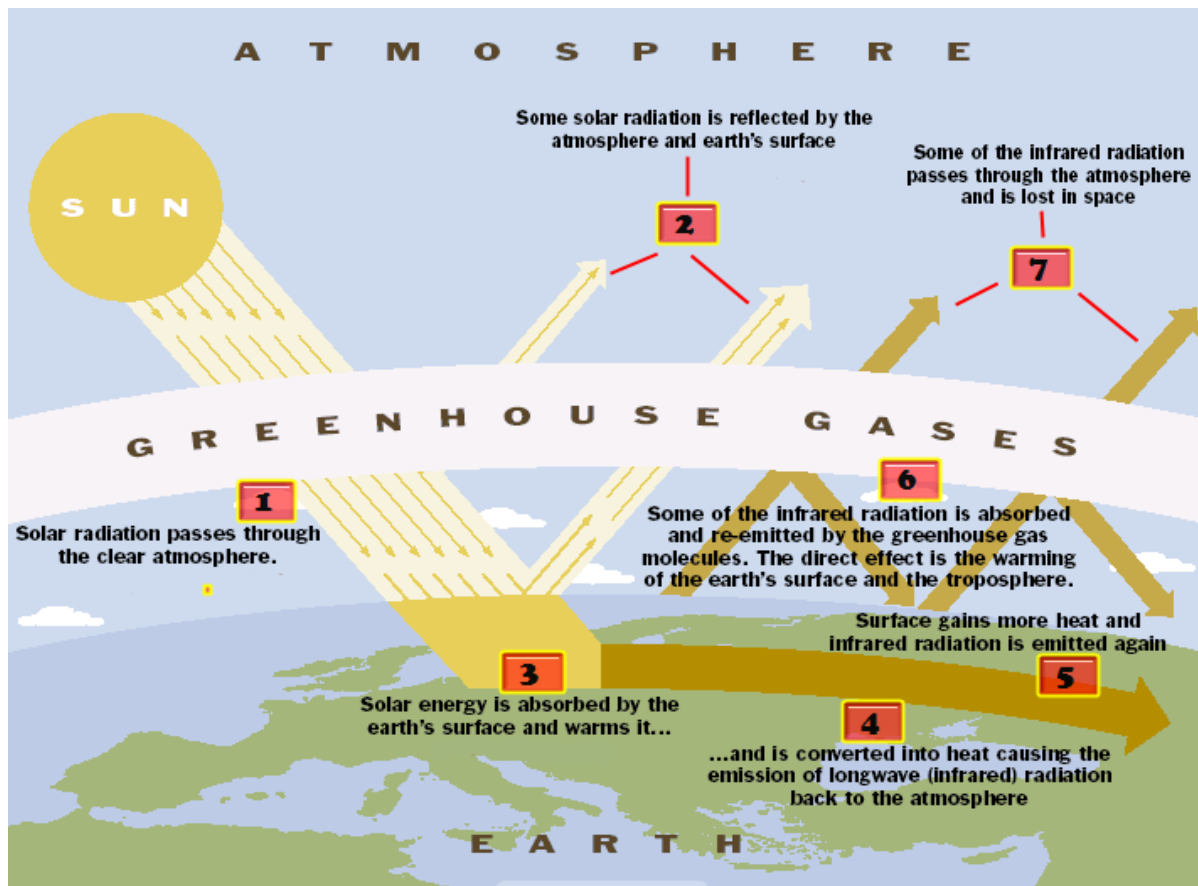 ATMOSPHERE
Some solar radiation is reflected by the
atmosphere and earth's surface
Some of the infrared radiation
passes through the atmosphere
and is lost in space
SUN
2
7
GREENHOUSE GASES
1
Solar radiation passes through
the clear atmosphere.
6
Some of the infrared radiation is absorbed
and re-emitted by the greenhouse gas
molecules. The direct effect is the warming
of the earth's surface and the troposphere.
Surface gains more heat and
infrared radiation is emitted again
5
3
Solar energy is absorbed by the
earth's surface and warms it...
4
...and is converted into heat causing the
emission of longwave (infrared) radiation
back to the atmosphere
EARTH